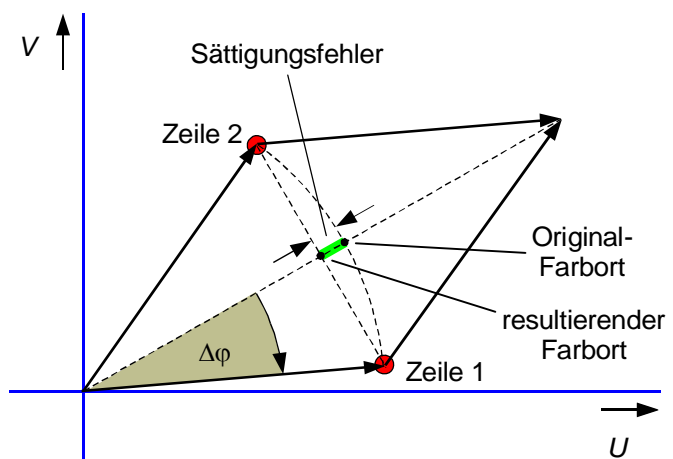 V
Sättigungsfehler
Zeile 2
Original-
Farbort
resultierender
Farbort
Δφ
Zeile 1
U